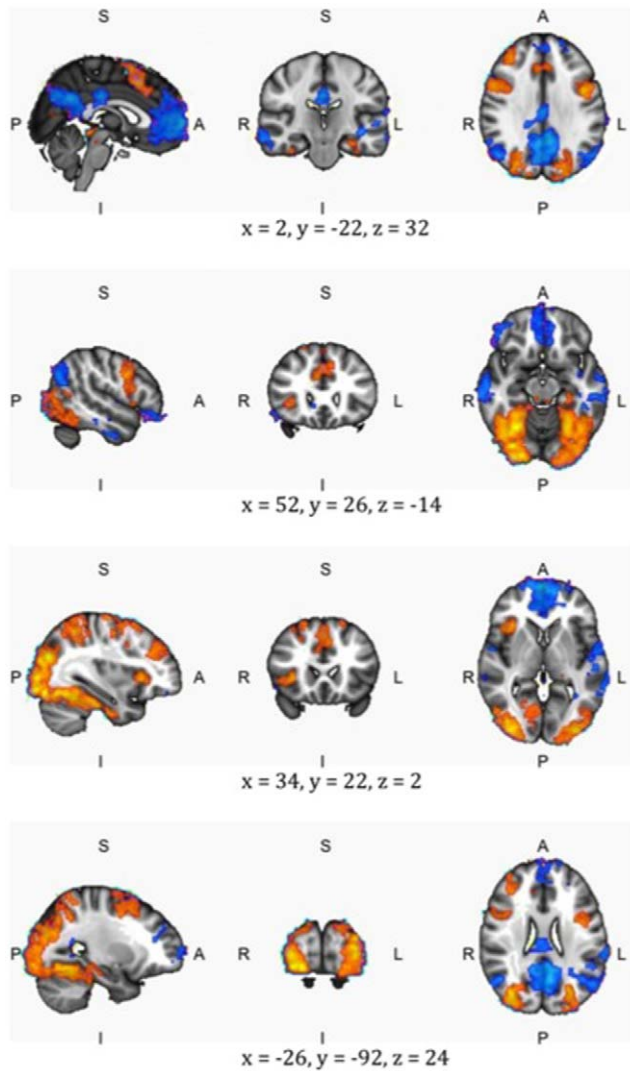 S S A
P A R L R L
I I P
x = 2, y = -22, z = 32
S S A
P A R L R L
I I P
x = 52, y = 26, z = -14
S S A
P A R L R L
I I P
x = 34, y = 22, z = 2
S S A
P A R L R L
I I P
x = -26, y = -92, z = 24